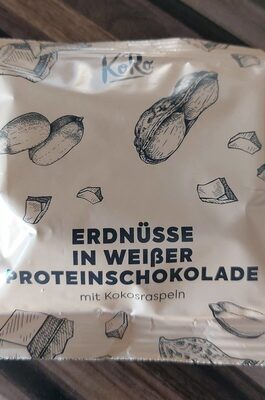 KoRo
ERDNÜSSE
IN WEIẞER
PROTEINSCHOKOLADE
mit Kokosraspeln